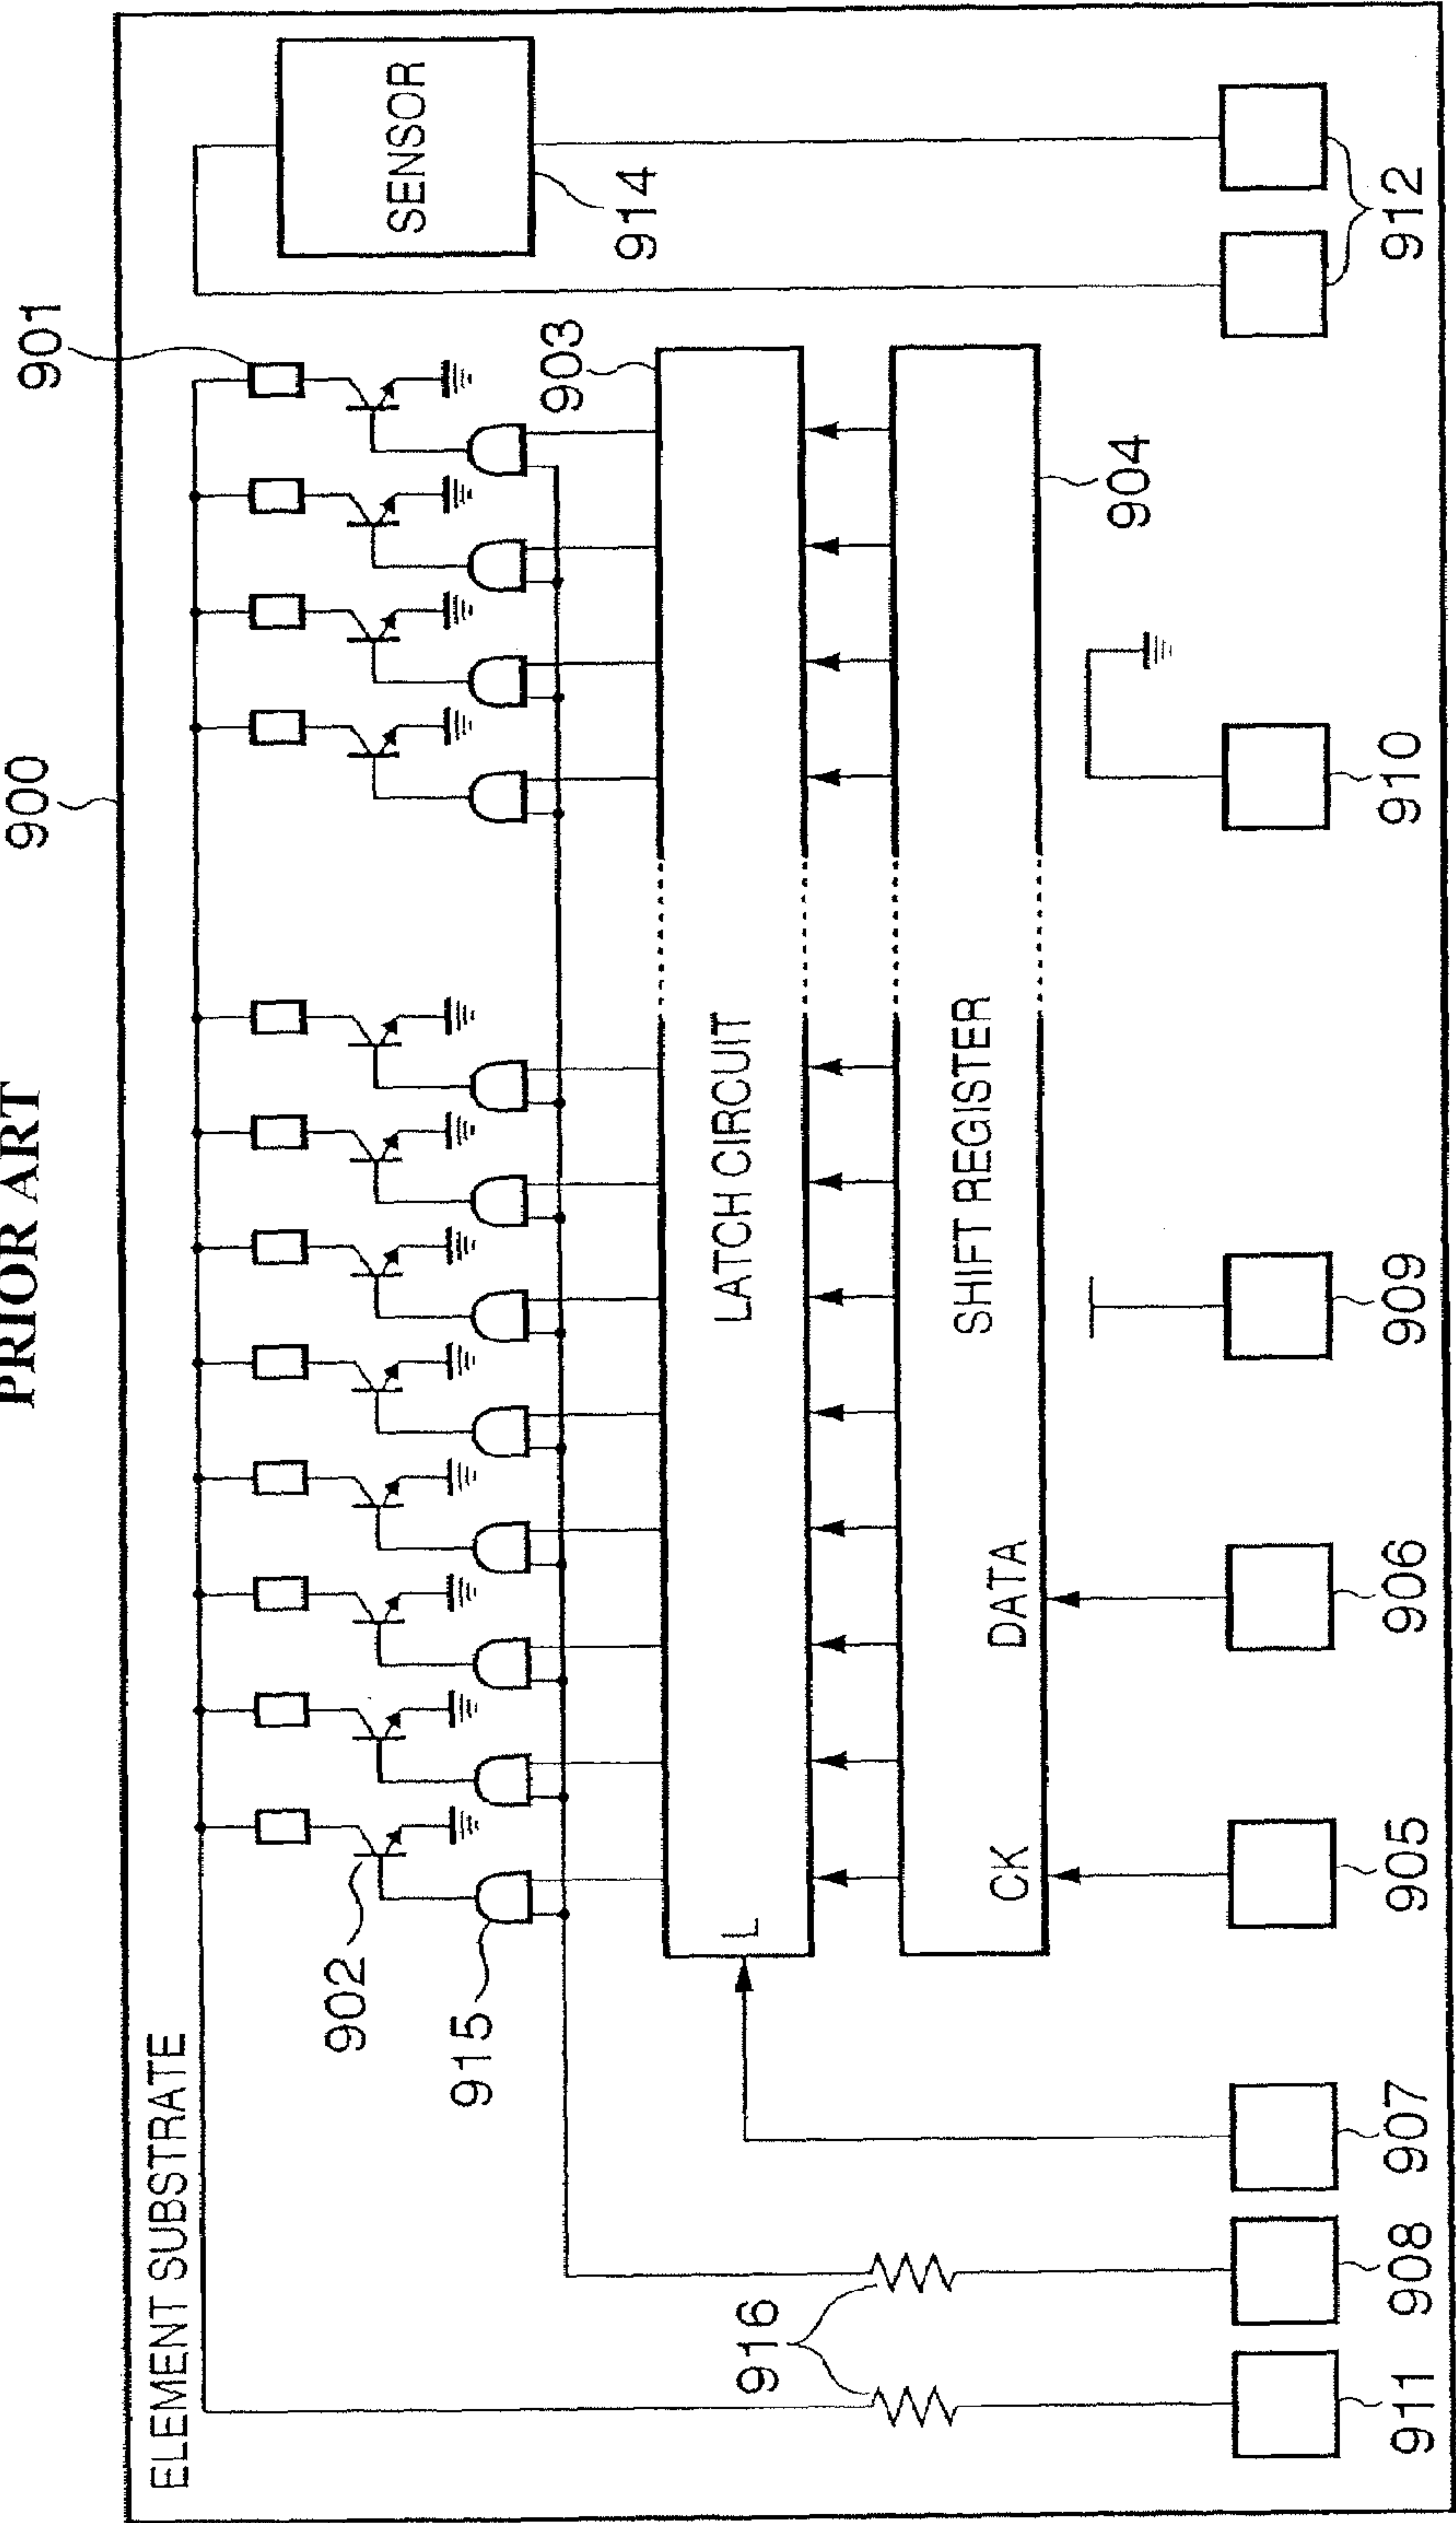 PRIOR ART
900
901
ELEMENT SUBSTRATE
902
915
SENSOR
914
903
L
LATCH CIRCUIT
904
CK
DATA
SHIFT REGISTER
916
911
908
907
905
906
909
910
912